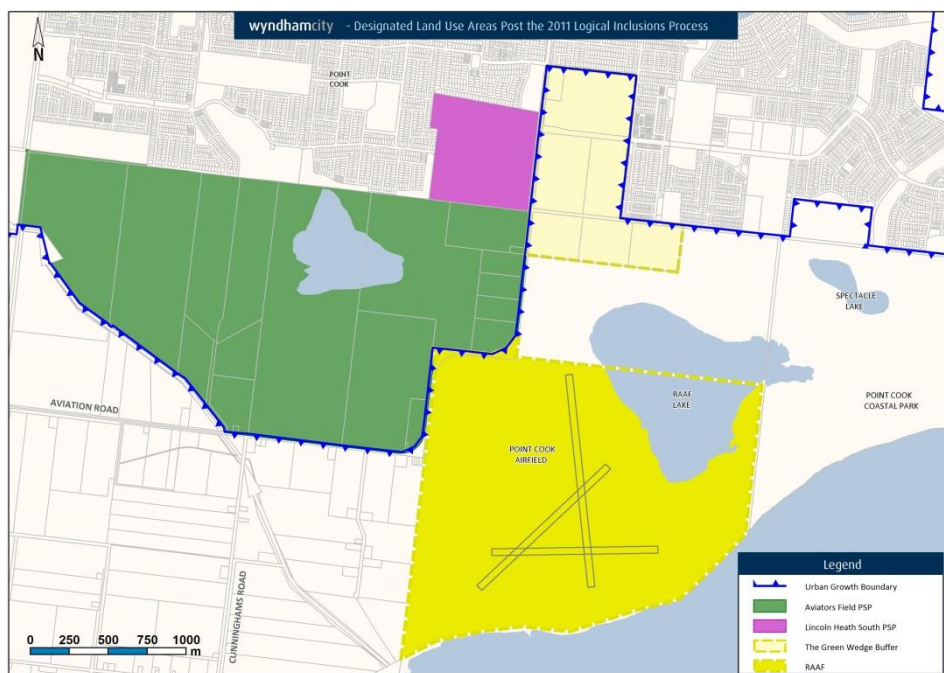 wyndhamcity - Designated Land Use Areas Post the 2011 Logical Inclusions Process
N
POINT
COOK
SPECTACLE
LAKE
RAAF
LAKE
POINT COOK
COASTAL PARK
AVIATION ROAD
POINT COOK
AIRFIELD
CUNNINGHAMS ROAD
0 250 500 750 1000
m
Legend
Urban Growth Boundary
Aviators Field PSP
Lincoln Heath South PSP
The Green Wedge Buffer
RAAF